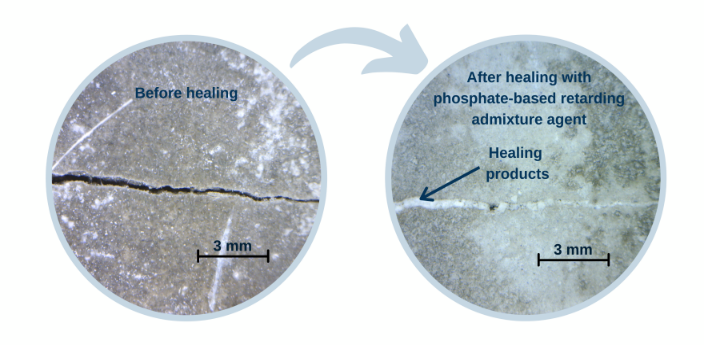 Before healing
3 mm
After healing with
phosphate-based retarding
admixture agent
Healing
products
3 mm